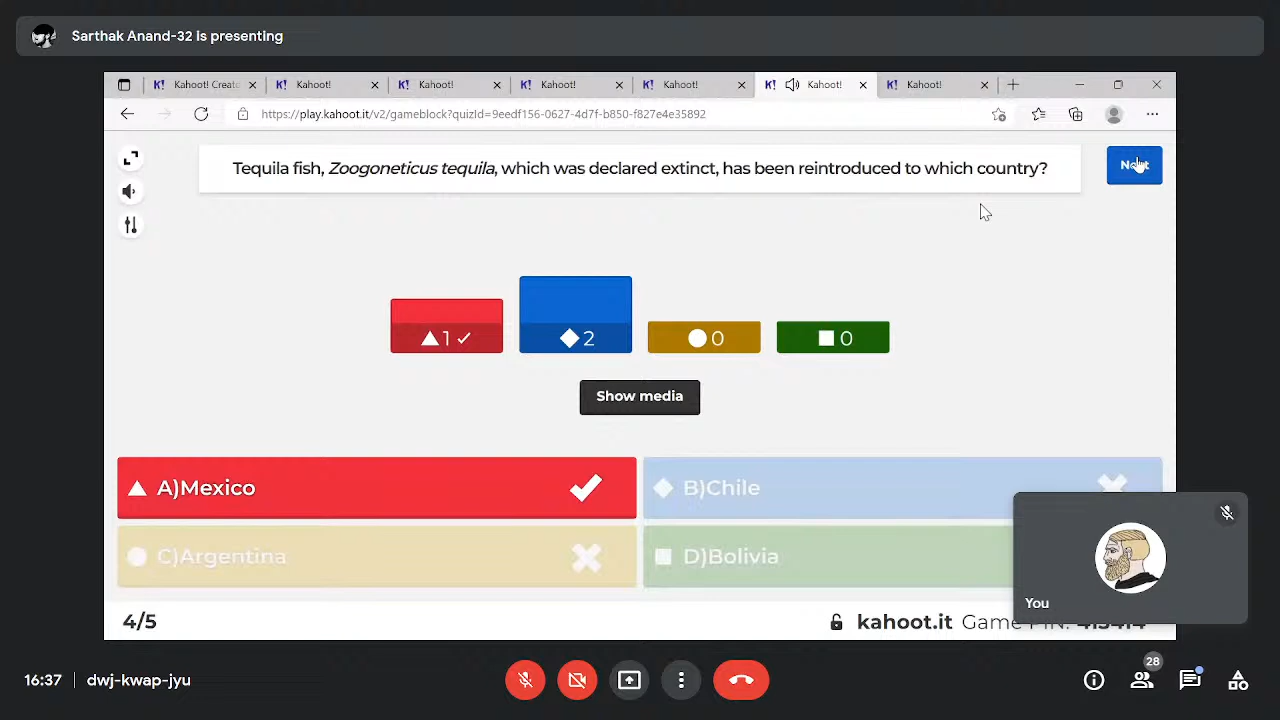 Sarthak Anand-32 is presenting
Kahoot! Creato
Kahoot!
Kahoot!
Kahoot!
Kahoot!
Kahoot!
Kahoot!
https://play.kahoot.it/v2/gameblock?quizId=9eedf156-0627-4d7f-b850-f827e4e35892
Tequila fish, Zoogoneticus tequila, which was declared extinct, has been reintroduced to which country?
Next
1
2
0
0
Show media
A)Mexico
B)Chile
C)Argentina
D)Bolivia
You
4/5
kahoot.it Game PIN:
16:37 | dwj-kwap-jyu
28